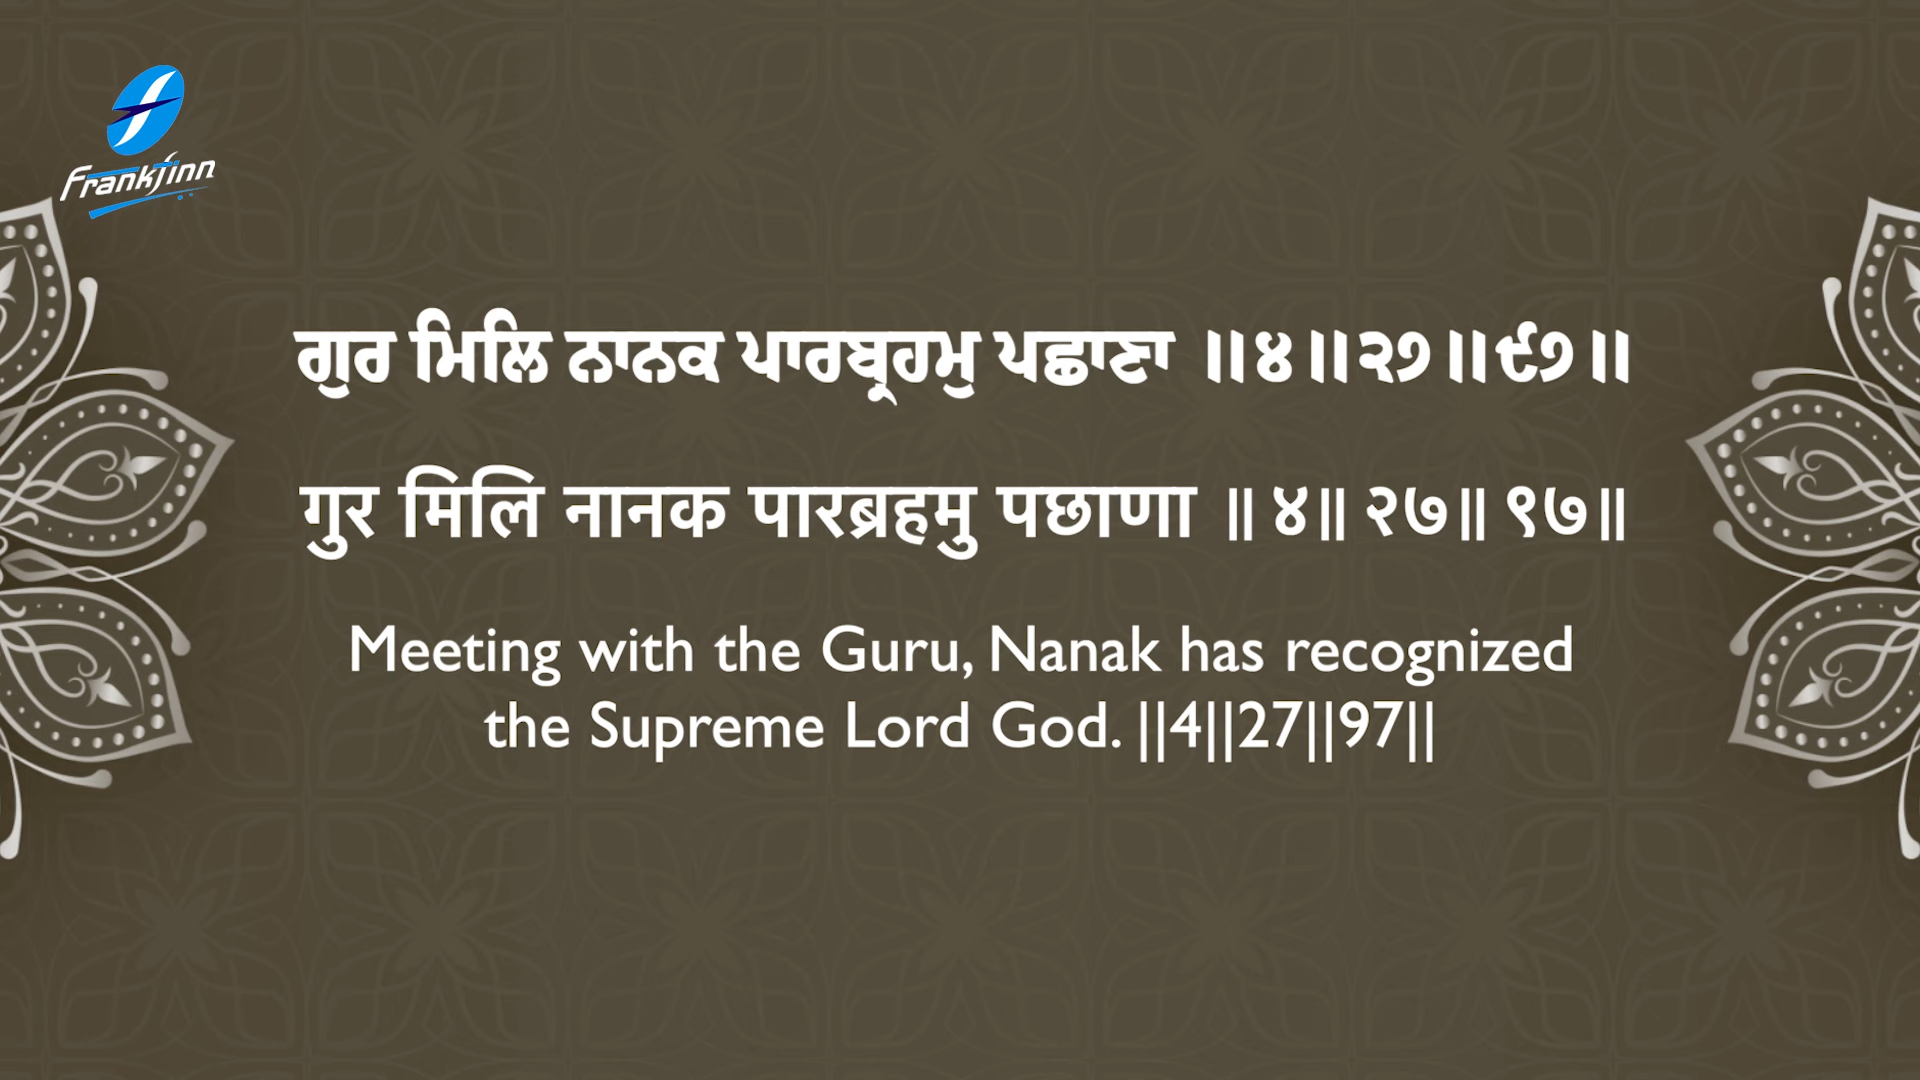 Frankfinn
ਗੁਰ ਮਿਲਿ ਨਾਨਕ ਪਾਰਬ੍ਰਹਮੁ ਪਛਾਣਾ ॥੪॥੨੭॥੯੭॥
गुर मिलि नानक पारब्रहमु पछाणा ॥ ४॥ २७॥ ९७॥
Meeting with the Guru, Nanak has recognized
the Supreme Lord God. ||4||27||97||